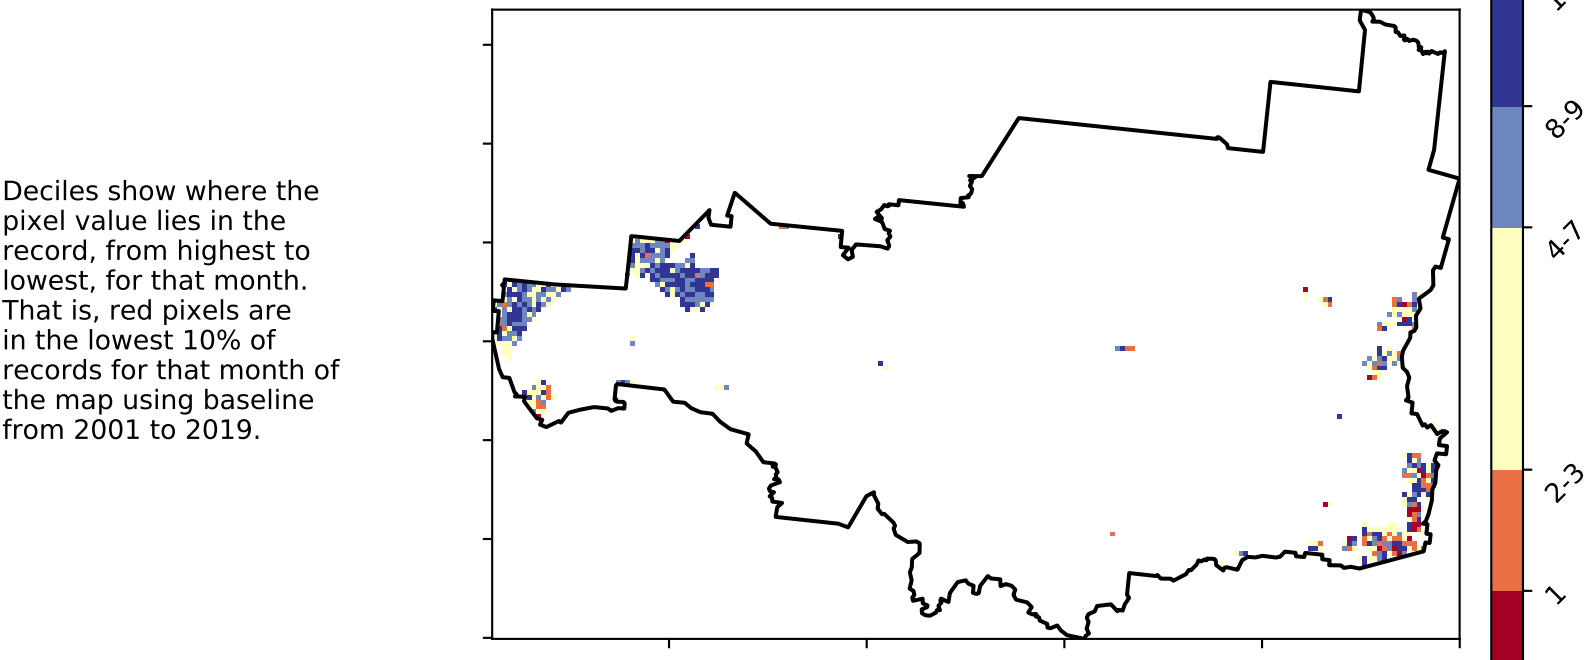 Deciles show where the
pixel value lies in the
record, from highest to
lowest, for that month.
That is, red pixels are
in the lowest 10% of
records for that month of
the map using baseline
from 2001 to 2019.
8-9
4-7
2-3
1